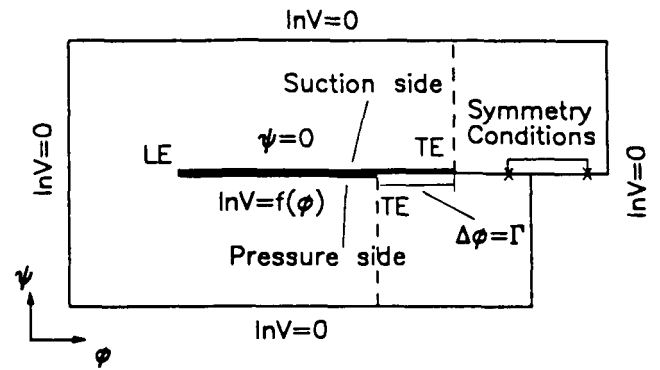 lnV=0
Suction side
Symmetry
Conditions
ψ=0
TE
LE
lnV=0
lnV=0
lnV=f(φ)
TE
Δφ=Γ
Pressure side
ψ
lnV=0
φ